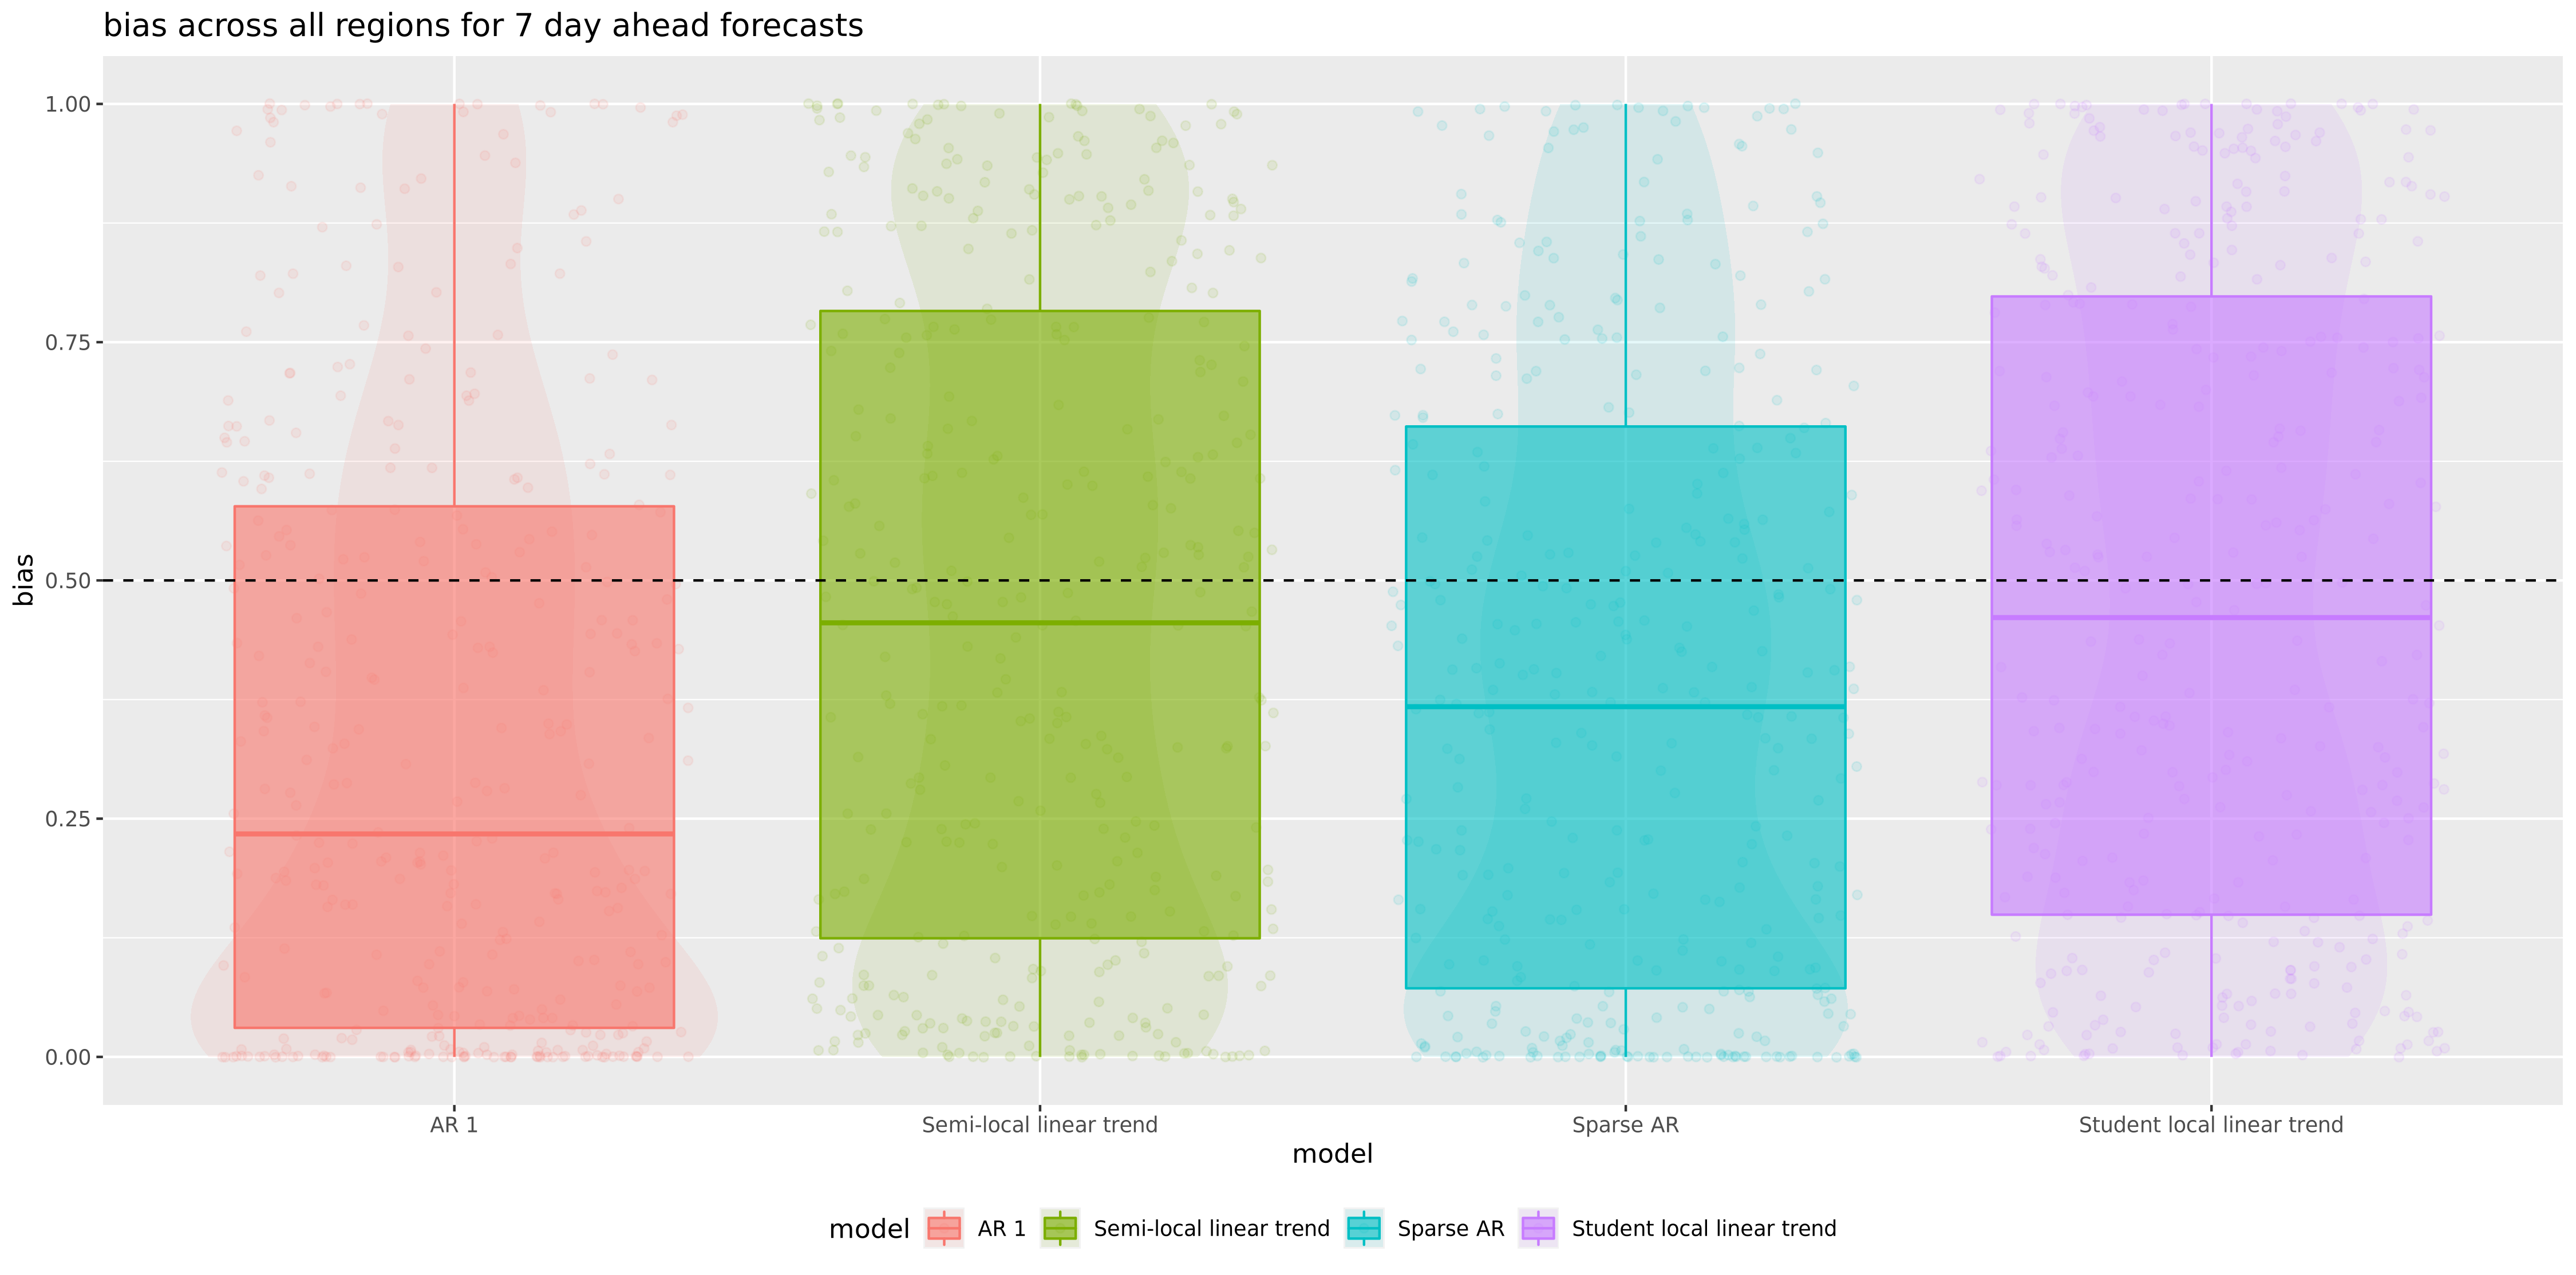 bias across all regions for 7 day ahead forecasts
1.00
0.75
0.50
0.25
0.00
bias
AR 1 Semi-local linear trend Sparse AR Student local linear trend
model
model AR 1 Semi-local linear trend Sparse AR Student local linear trend